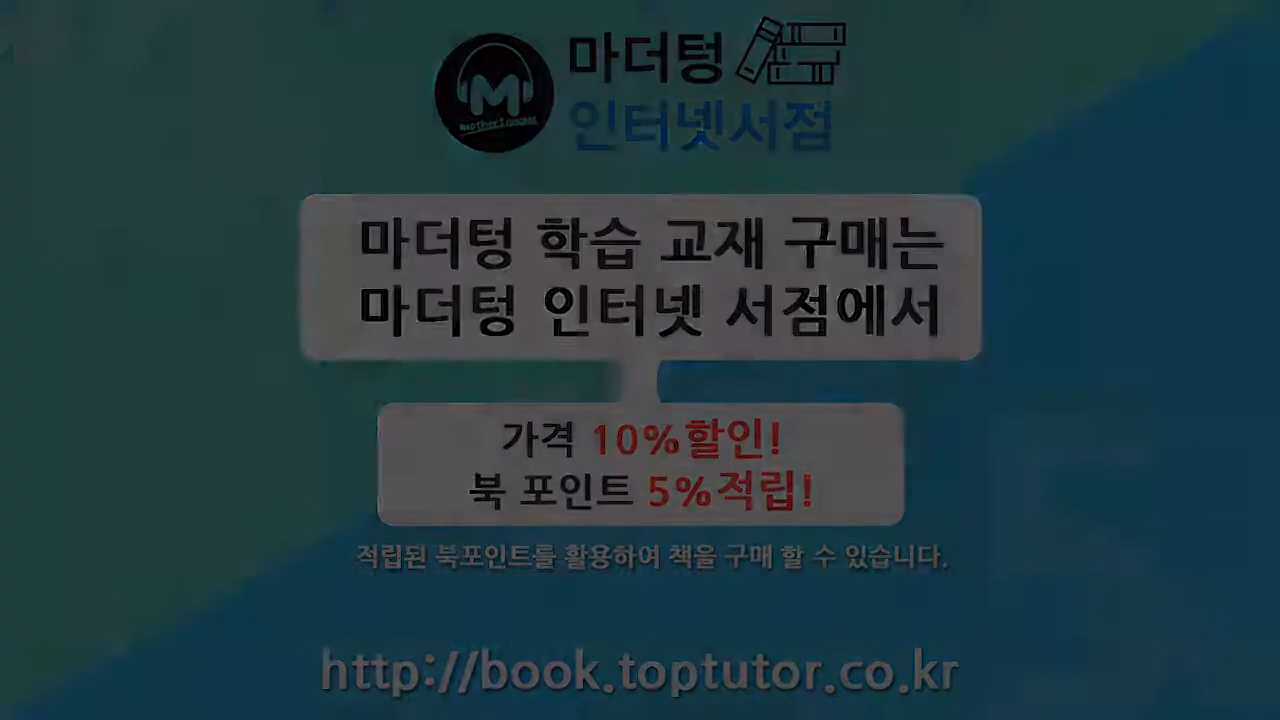 마더텅
인터넷서점
마더텅 학습 교재 구매는
마더텅 인터넷 서점에서
가격 10%할인!
북 포인트 5%적립!
적립된 북포인트를 활용하여 책을 구매 할 수 있습니다.
http://book.toptutor.co.kr